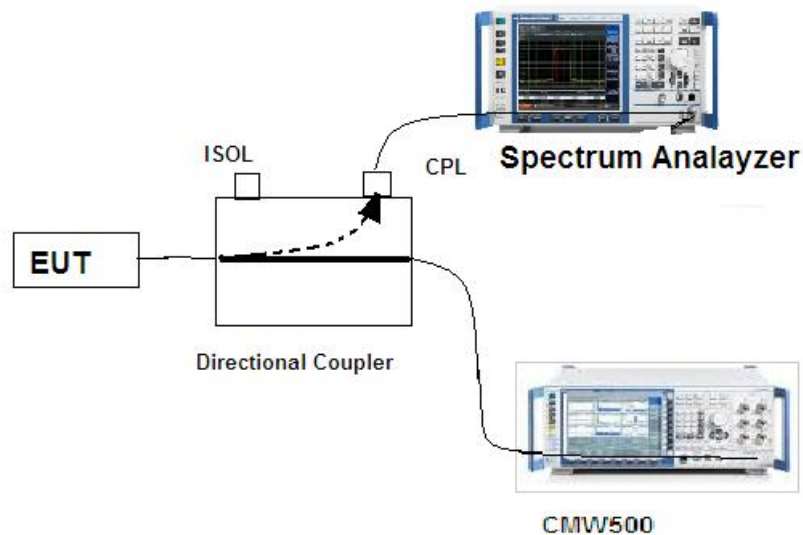 ISOL
CPL
Spectrum Analayzer
EUT
Directional Coupler
CMW500